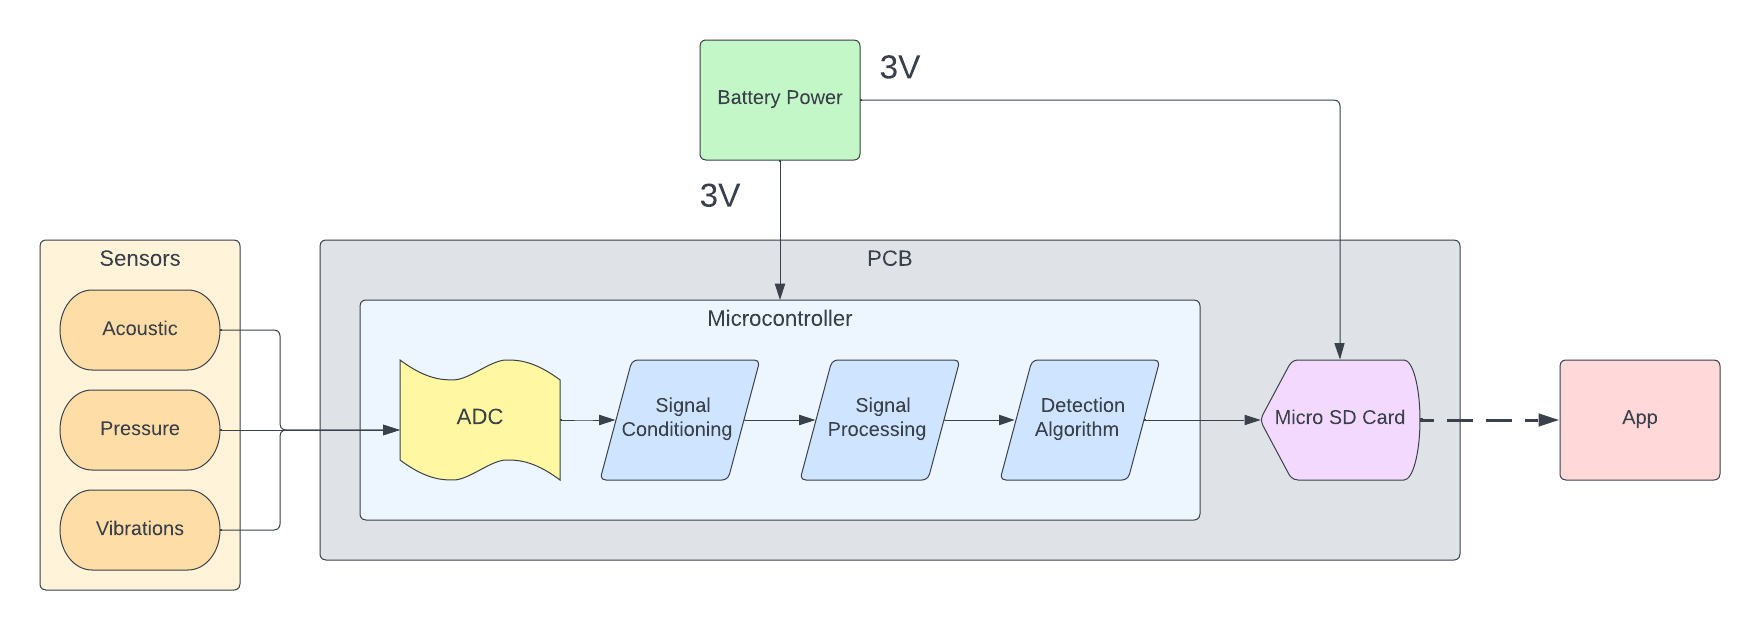 Battery Power
3V
3V
Sensors
Acoustic
Pressure
Vibrations
PCB
Microcontroller
ADC
Signal
Conditioning
Signal
Processing
Detection
Algorithm
Micro SD Card
App